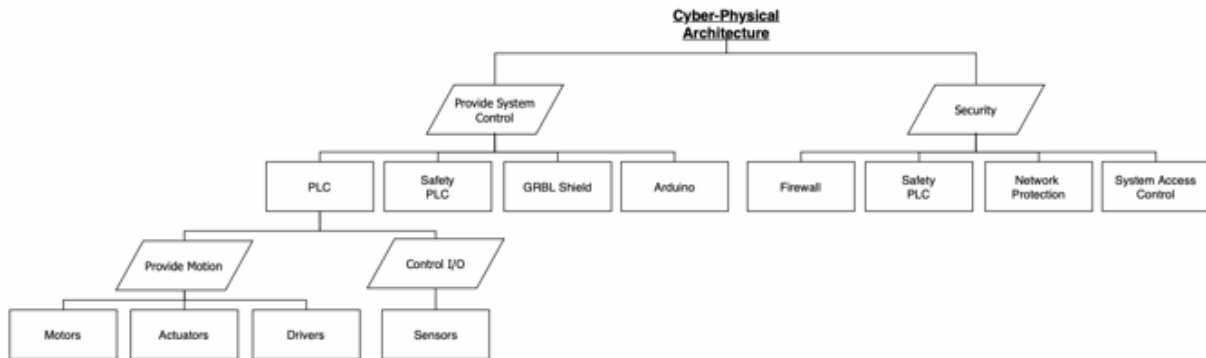 Cyber-Physical
Architecture
Provide System
Control
Security
PLC
Safety
PLC
GRBL Shield
Arduino
Firewall
Safety
PLC
Network
Protection
System Access
Control
Provide Motion
Control I/O
Motors
Actuators
Drivers
Sensors